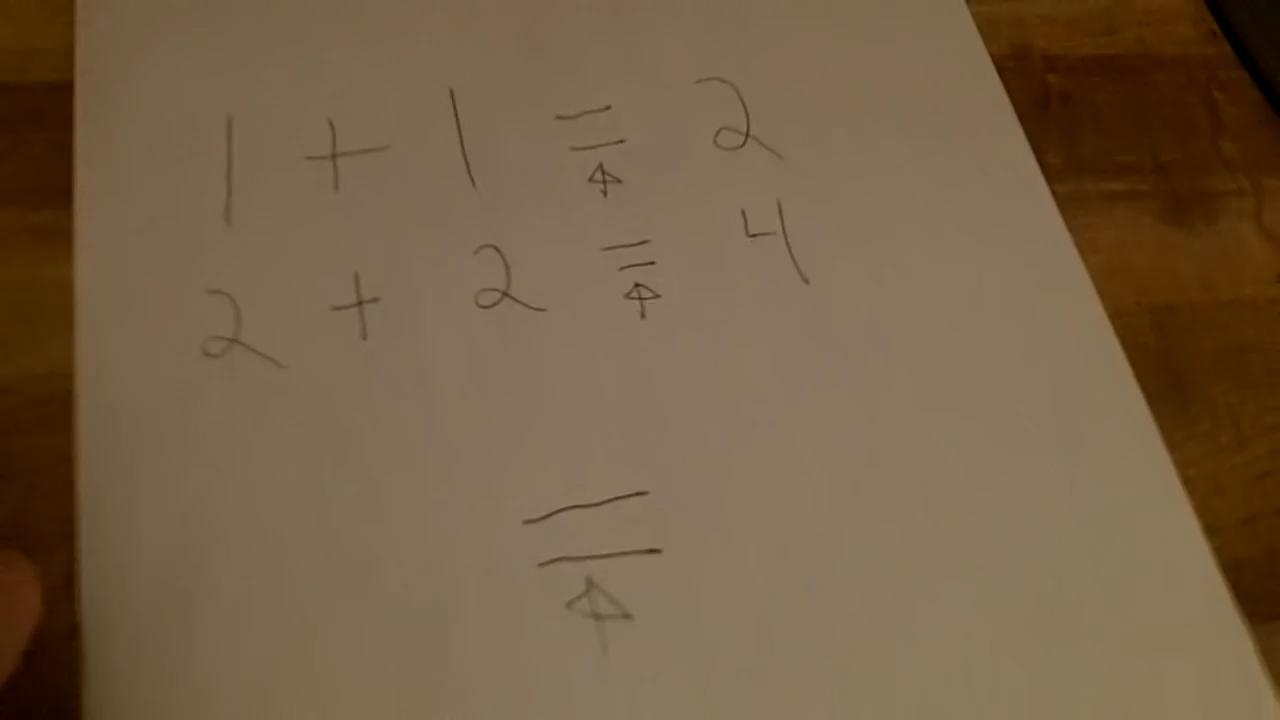 1 + 1 = 2
2 + 2 = 4
=